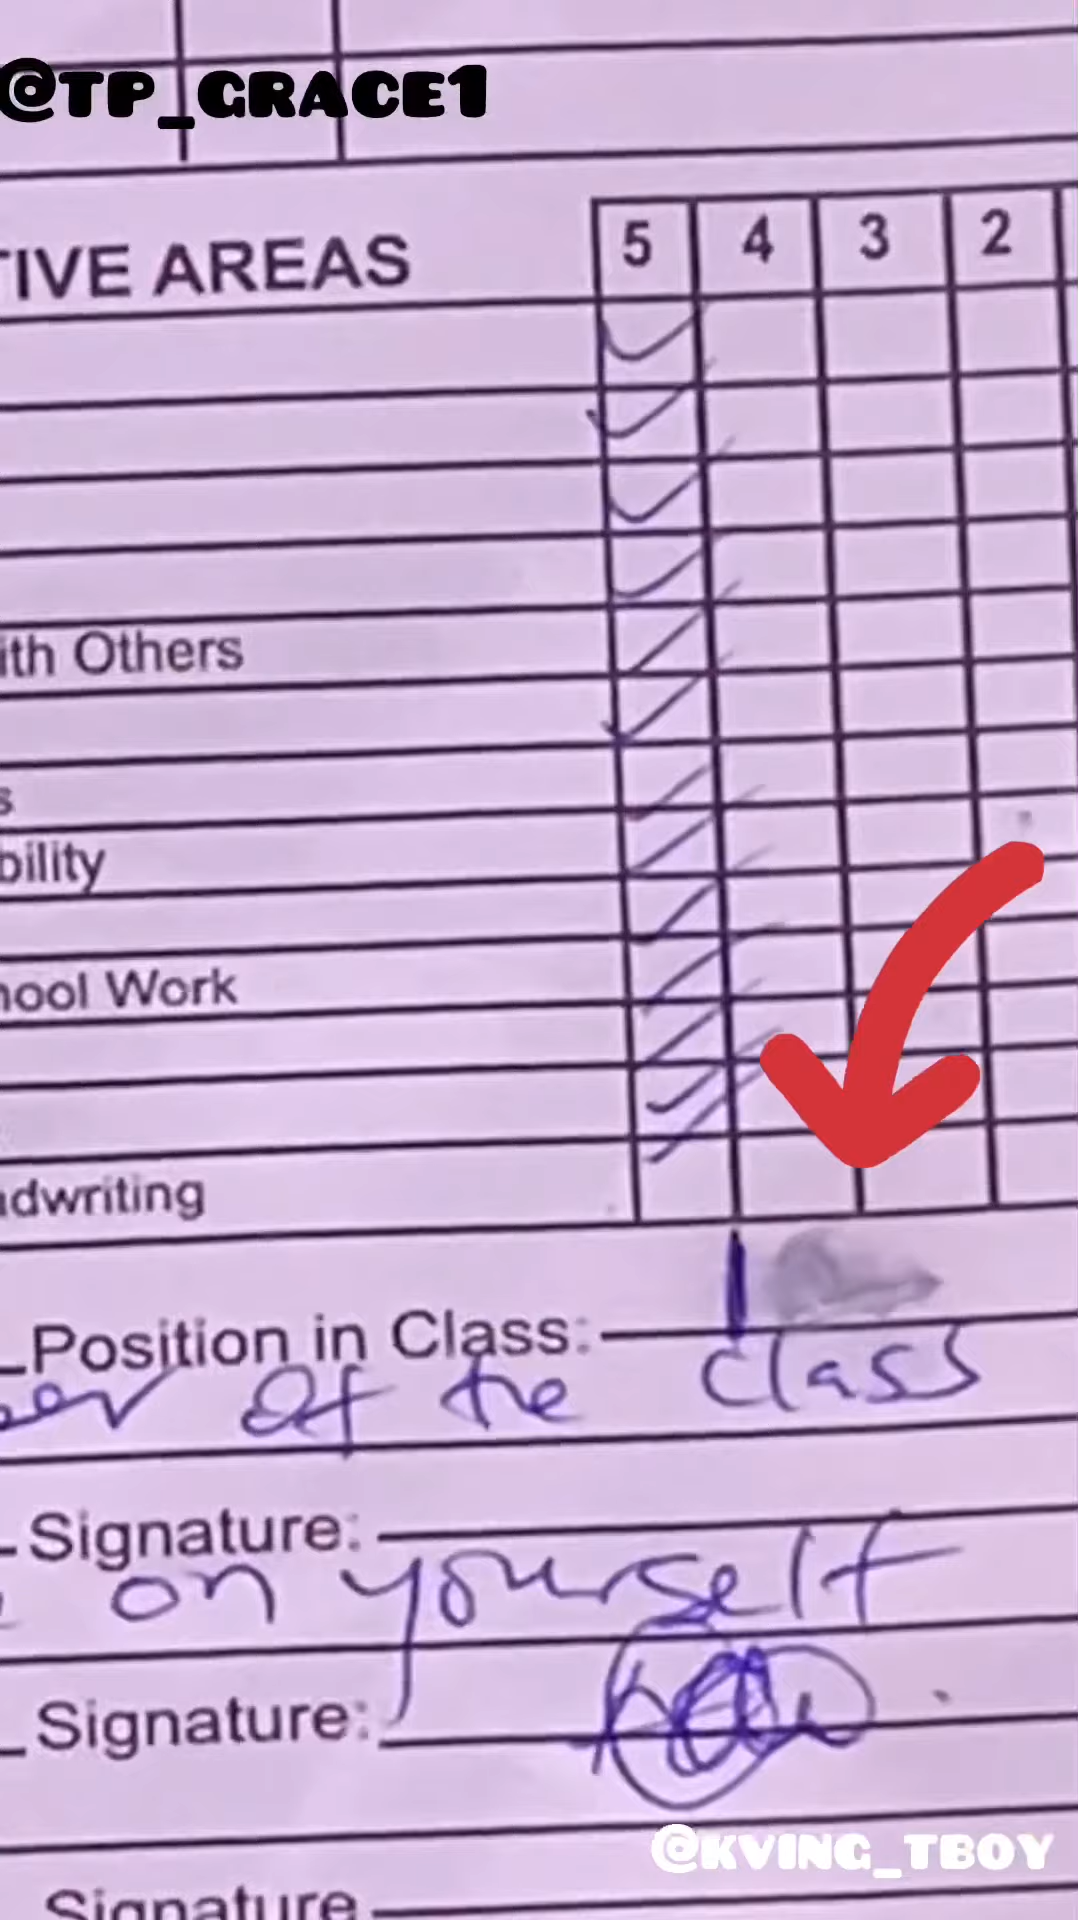 @TP_GRACE1
TIVE AREAS 5 4 3 2
ith Others
s
bility
hool Work
dwriting
Position in Class: 1
of the class
Signature:
on yourself
Signature:
@KVING_TBOY
Signature